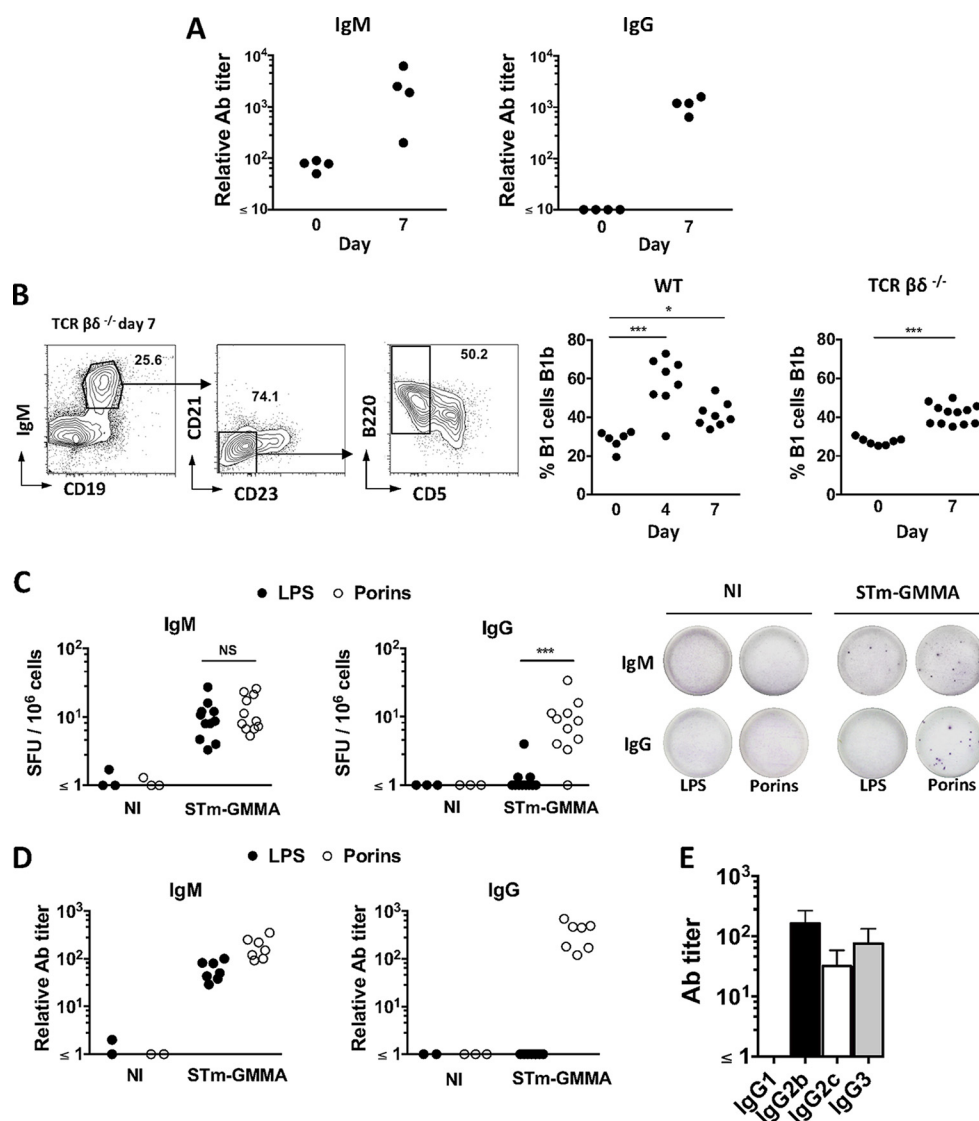 A
IgM
IgG
Relative Ab titer
10⁴
10³
10²
≤ 10
0
7
Day
Relative Ab titer
10⁴
10³
10²
≤ 10
0
7
Day
B
TCR βδ -/- day 7
25.6
IgM
CD19
74.1
CD21
CD23
50.2
B220
CD5
WT
*
***
% B1 cells B1b
80
60
40
20
0
0
4
7
Day
TCR βδ -/-
***
% B1 cells B1b
80
60
40
20
0
0
7
Day
C
LPS
Porins
IgM
NS
SFU / 10⁶ cells
10²
10¹
≤ 1
NI
STm-GMMA
IgG
***
SFU / 10⁶ cells
10²
10¹
≤ 1
NI
STm-GMMA
NI
STm-GMMA
IgM
IgG
LPS
Porins
LPS
Porins
D
LPS
Porins
IgM
Relative Ab titer
10³
10²
10¹
≤ 1
NI
STm-GMMA
IgG
Relative Ab titer
10³
10²
10¹
≤ 1
NI
STm-GMMA
E
Ab titer
10³
10²
10¹
≤ 1
IgG1
IgG2b
IgG2c
IgG3